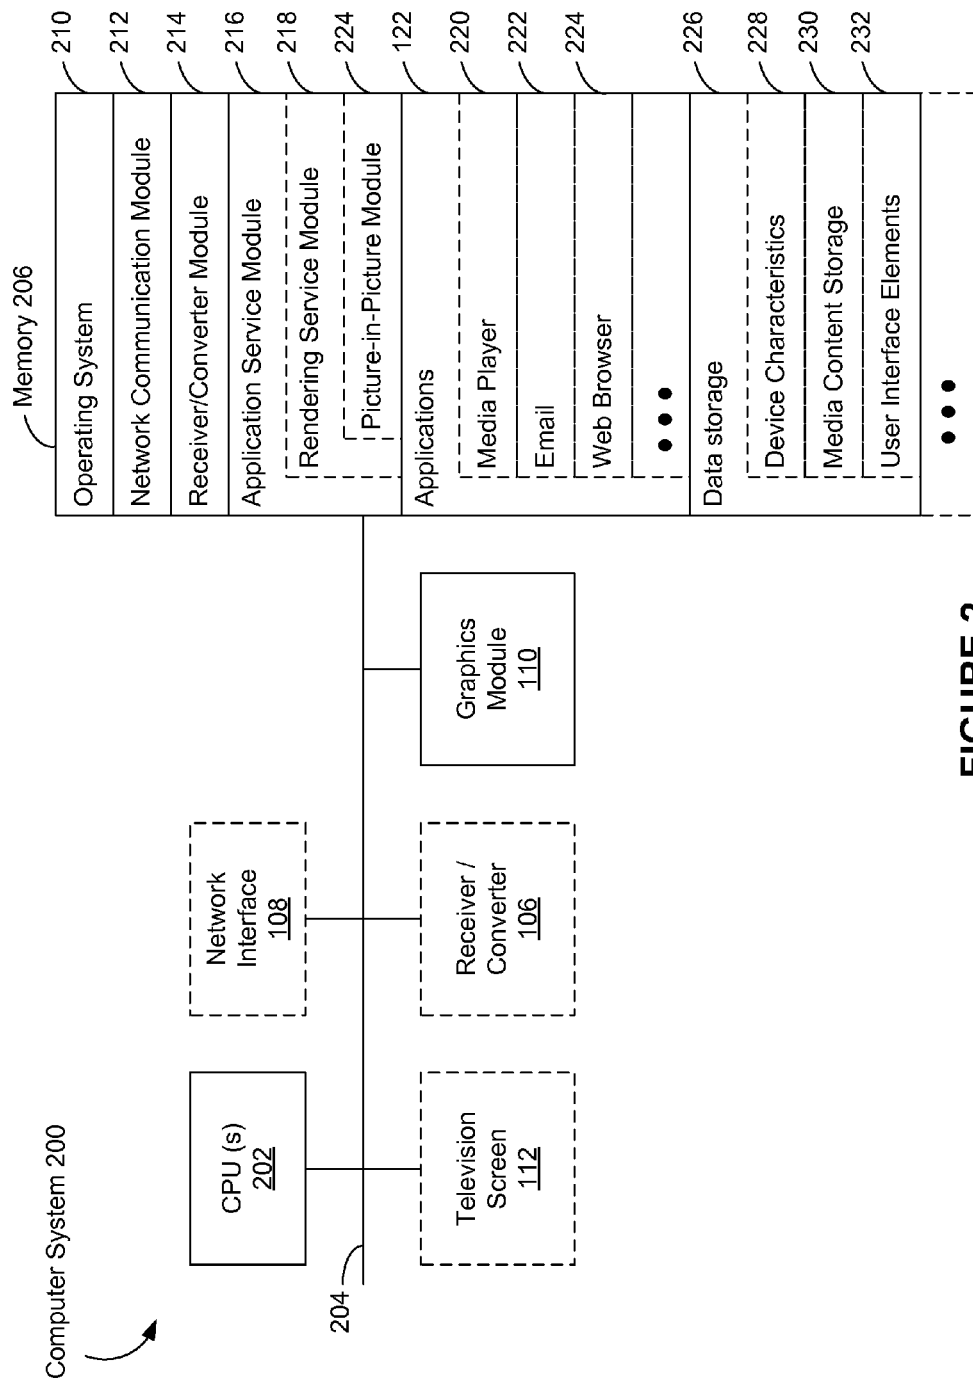 Computer System 200
CPU (s)
202
Network
Interface
108
204
Television
Screen
112
Receiver /
Converter
106
Graphics
Module
110
Memory 206
Operating System
210
Network Communication Module
212
Receiver/Converter Module
214
Application Service Module
216
Rendering Service Module
218
Picture-in-Picture Module
224
Applications
122
Media Player
220
Email
222
Web Browser
224
Data storage
226
Device Characteristics
228
Media Content Storage
230
User Interface Elements
232
FIGURE 2